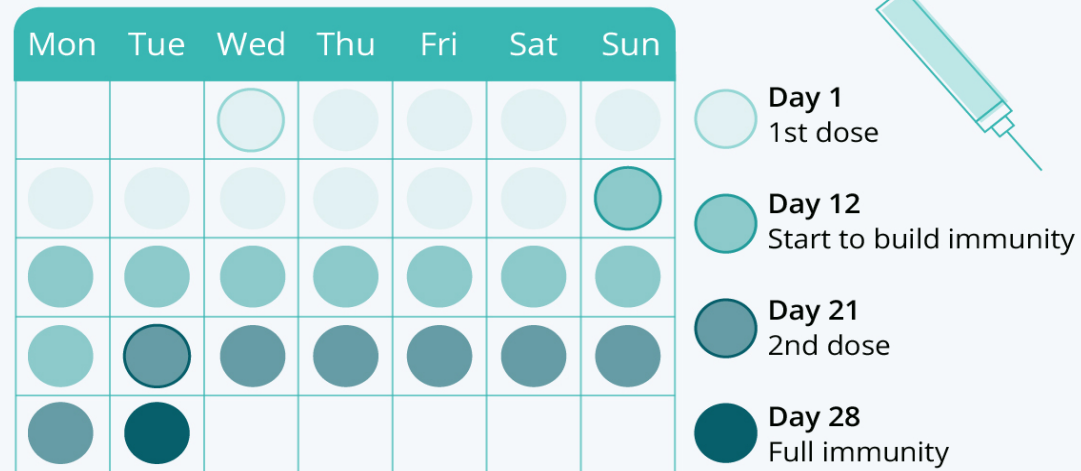 Mon Tue Wed Thu Fri Sat Sun
Day 1
1st dose
Day 12
Start to build immunity
Day 21
2nd dose
Day 28
Full immunity